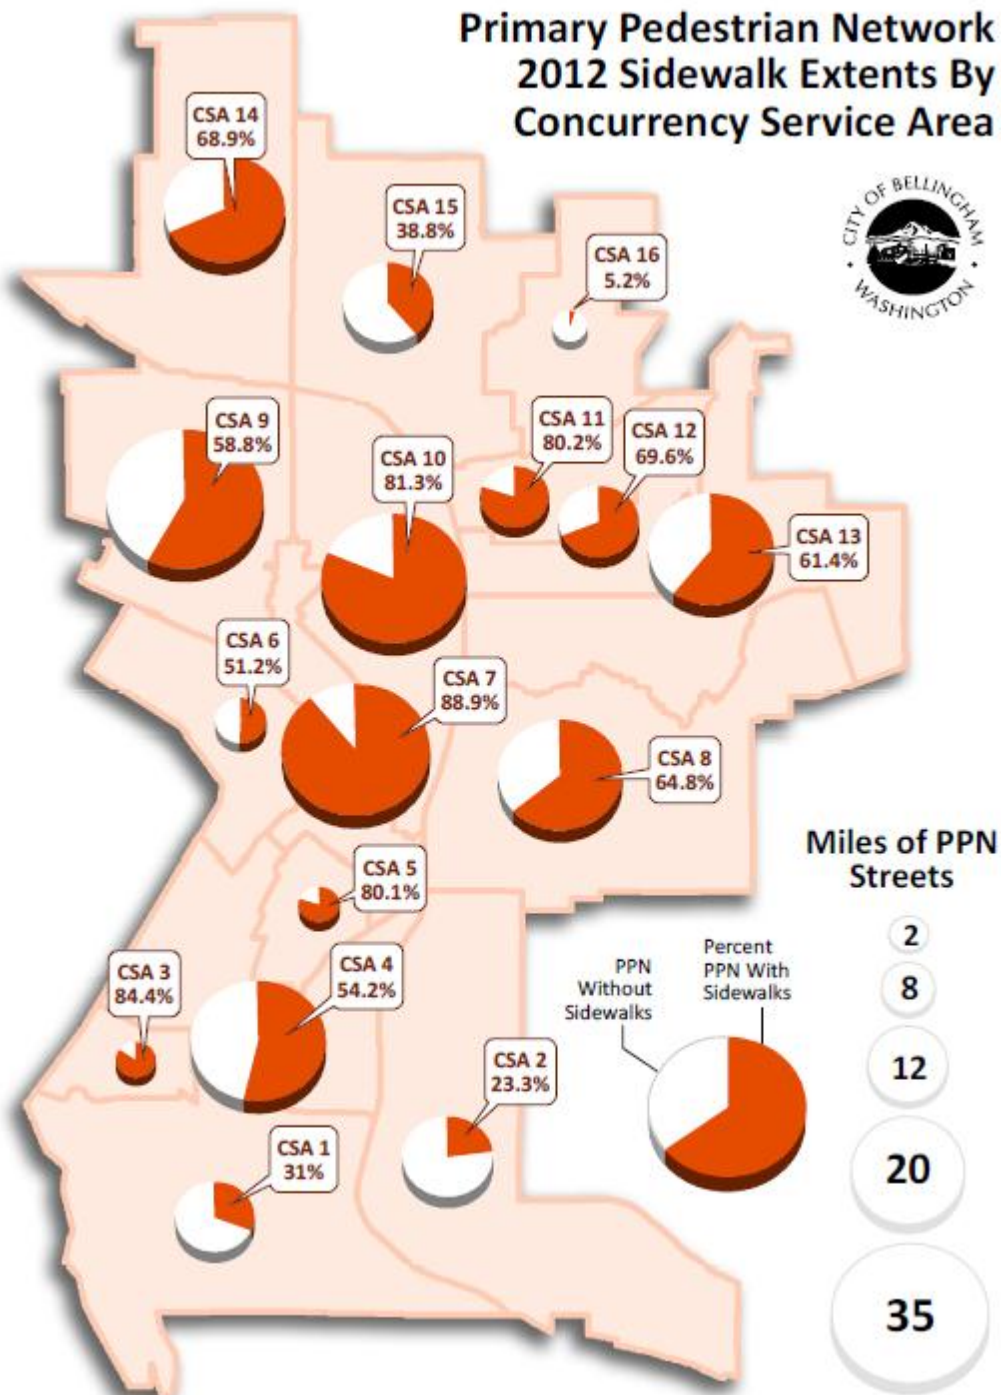 Primary Pedestrian Network
2012 Sidewalk Extents By
Concurrency Service Area
CITY OF BELLINGHAM
• WASHINGTON •
CSA 14
68.9%
CSA 15
38.8%
CSA 16
5.2%
CSA 9
58.8%
CSA 10
81.3%
CSA 11
80.2%
CSA 12
69.6%
CSA 13
61.4%
CSA 6
51.2%
CSA 7
88.9%
CSA 8
64.8%
CSA 5
80.1%
CSA 3
84.4%
CSA 4
54.2%
CSA 2
23.3%
CSA 1
31%
Miles of PPN
Streets
2
8
12
20
35
PPN
Without
Sidewalks
Percent
PPN With
Sidewalks